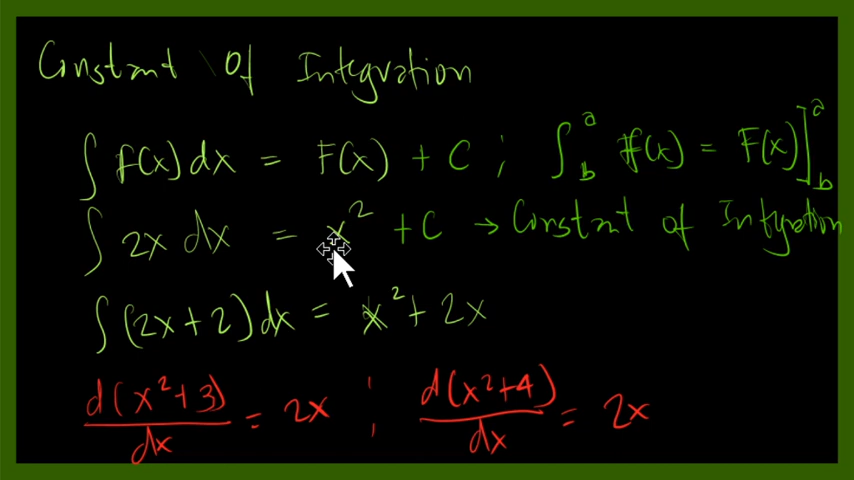 Constant Of Integration
∫ f(x) dx = F(x) + C ; ∫_b^a f(x) = F(x)]_b^a
∫ 2x dx = x² + C → Constant of Integration
∫ (2x + 2) dx = x² + 2x
d(x² + 3)/dx = 2x ; d(x² + 4)/dx = 2x